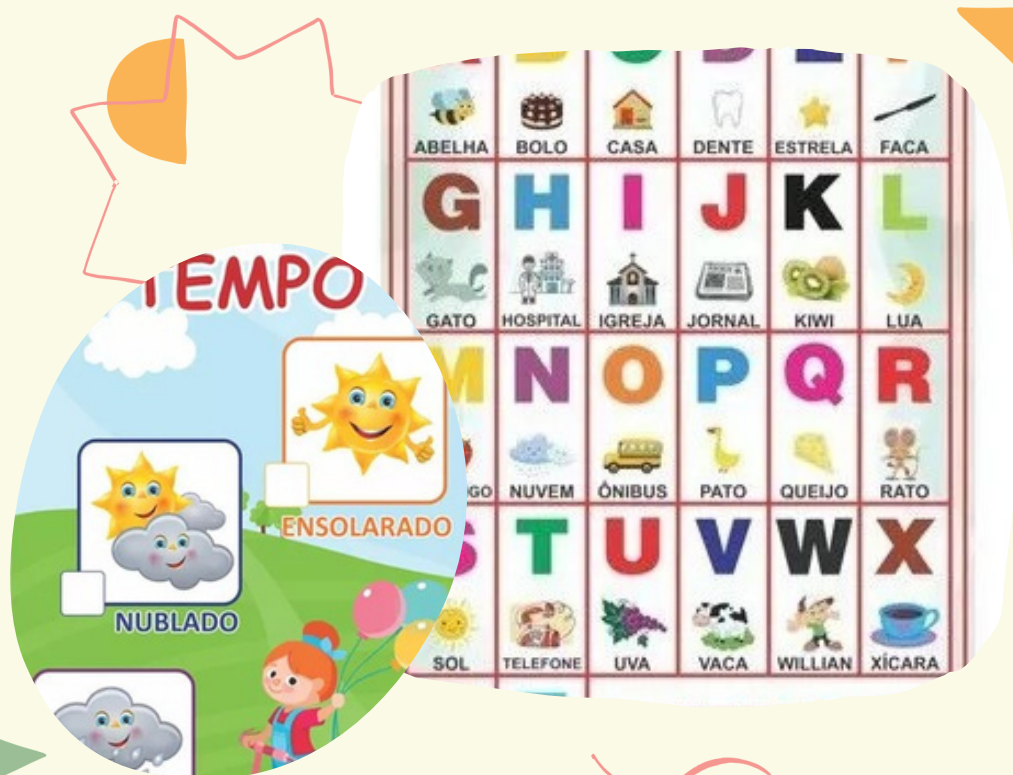 ABELHA BOLO CASA DENTE ESTRELA FACA
G H I J K L
GATO HOSPITAL IGREJA JORNAL KIWI LUA
M N O P Q R
NUVEM ÔNIBUS PATO QUEIJO RATO
S T U V W X
SOL TELEFONE UVA VACA WILLIAN XÍCARA
TEMPO
ENSOLARADO
NUBLADO